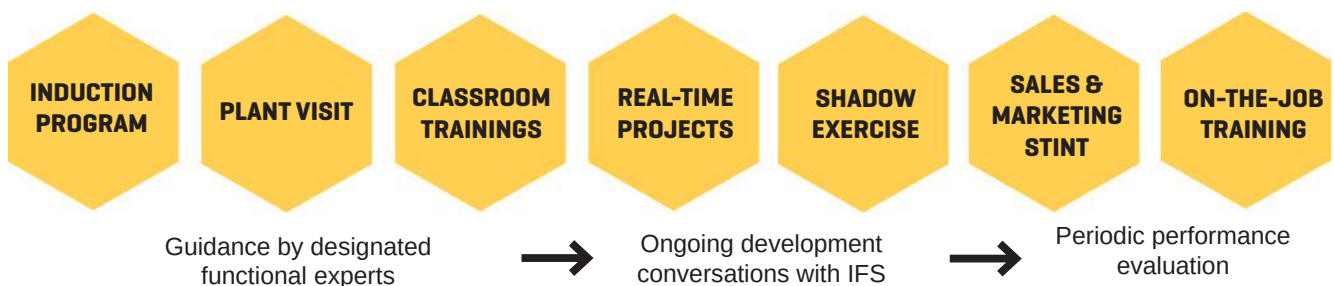 INDUCTION
PROGRAM
PLANT VISIT
CLASSROOM
TRAININGS
REAL-TIME
PROJECTS
SHADOW
EXERCISE
SALES &
MARKETING
STINT
ON-THE-JOB
TRAINING
Guidance by designated
functional experts
Ongoing development
conversations with IFS
Periodic performance
evaluation